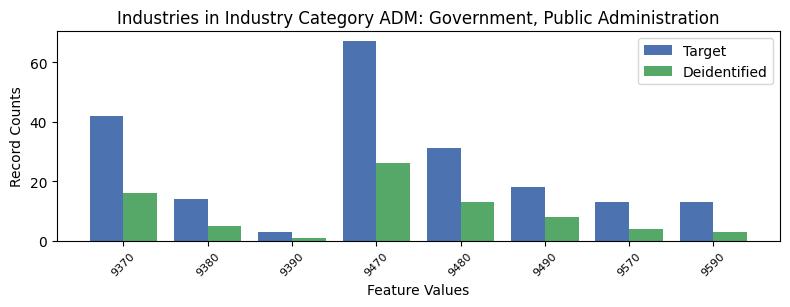 Industries in Industry Category ADM: Government, Public Administration
Target
Deidentified
Record Counts
60
40
20
0
9370 9380 9390 9470 9480 9490 9570 9590
Feature Values